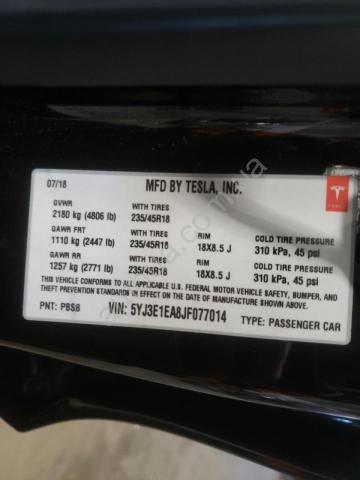 07/18 MFD BY TESLA, INC.
GVWR WITH TIRES
2180 kg (4806 lb) 235/45R18
GAWR FRT WITH TIRES RIM COLD TIRE PRESSURE
1110 kg (2447 lb) 235/45R18 18X8.5 J 310 kPa, 45 psi
GAWR RR WITH TIRES RIM COLD TIRE PRESSURE
1257 kg (2771 lb) 235/45R18 18X8.5 J 310 kPa, 45 psi
THIS VEHICLE CONFORMS TO ALL APPLICABLE U.S. FEDERAL MOTOR VEHICLE SAFETY, BUMPER, AND
THEFT PREVENTION STANDARDS IN EFFECT ON THE DATE OF MANUFACTURE SHOWN ABOVE.
PNT: PBSB VIN: 5YJ3E1EA8JF077014 TYPE: PASSENGER CAR
TESLA